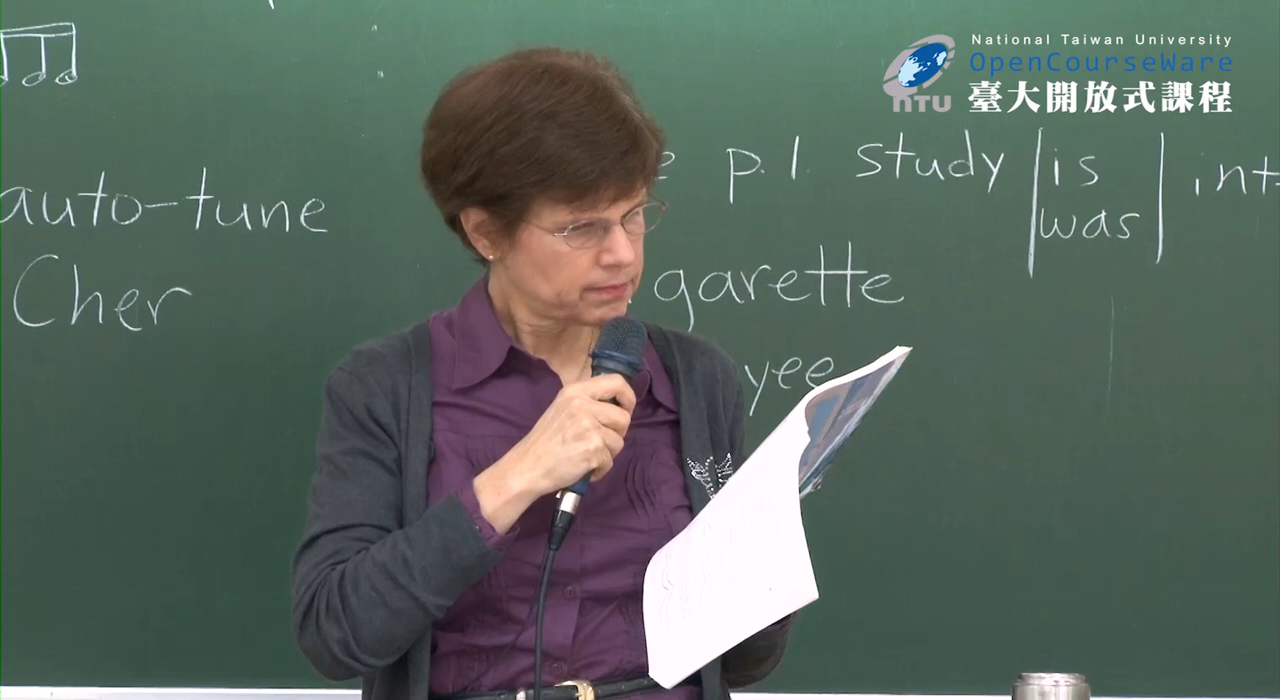 National Taiwan University
OpenCourseWare
臺大開放式課程
NTU
e p.l. study | is | int
was
auto-tune
garette
Cher
yee